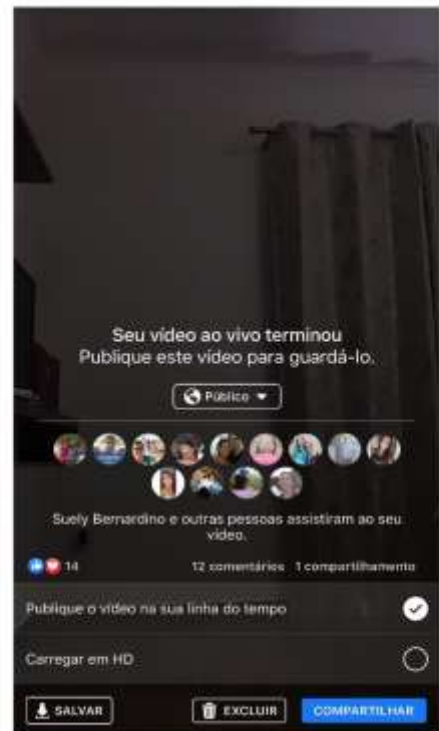 Seu vídeo ao vivo terminou
Publique este vídeo para guardá-lo.
Público
Suely Bernardino e outras pessoas assistiram ao seu
vídeo.
14 12 comentários 1 compartilhamento
Publique o vídeo na sua linha do tempo
Carregar em HD
SALVAR EXCLUIR COMPARTILHAR